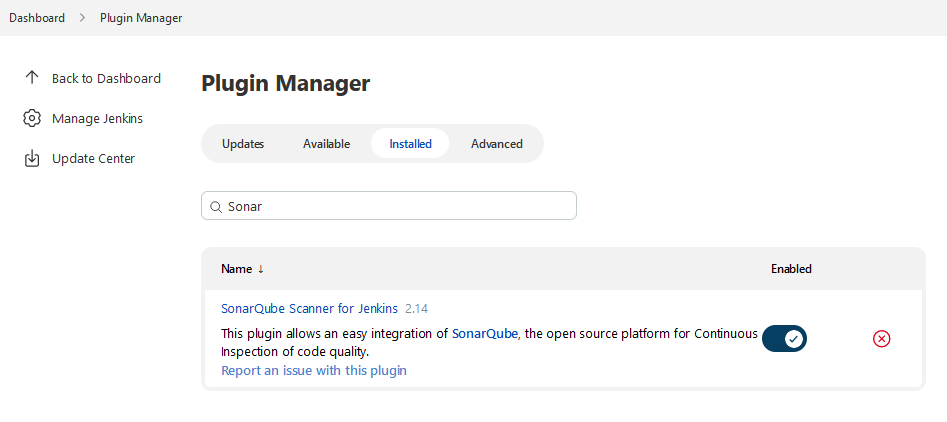 Dashboard > Plugin Manager
Back to Dashboard
Manage Jenkins
Update Center
Plugin Manager
Updates Available Installed Advanced
Sonar
Name ↓ Enabled
SonarQube Scanner for Jenkins 2.14
This plugin allows an easy integration of SonarQube, the open source platform for Continuous
Inspection of code quality.
Report an issue with this plugin